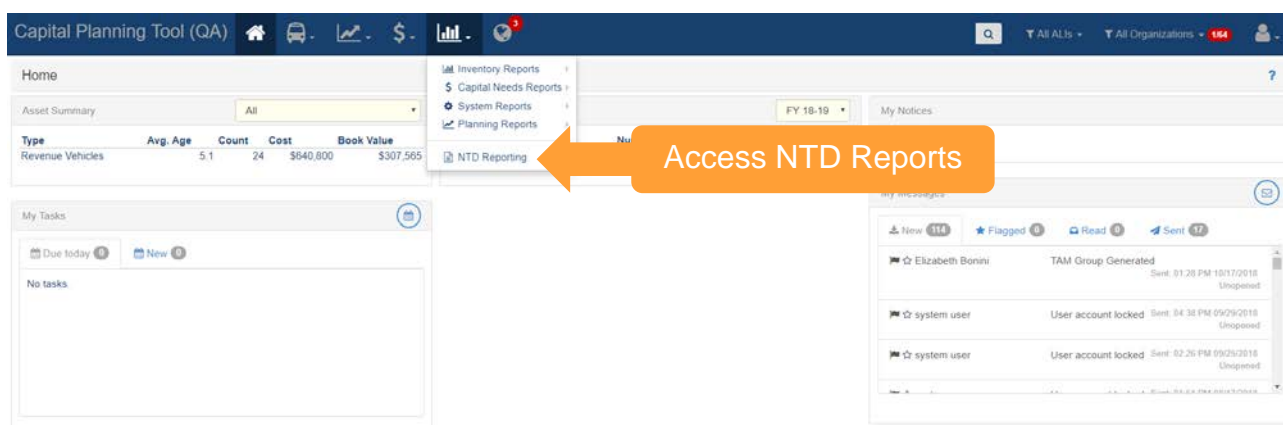 Capital Planning Tool (QA)
3
All ALIs
All Organizations
1/64
Home
?
Asset Summary
All
FY 18-19
My Notices
Inventory Reports
$ Capital Needs Reports
System Reports
Planning Reports
NTD Reporting
Type Avg. Age Count Cost Book Value
Revenue Vehicles 5.1 24 $640,800 $307,565
Access NTD Reports
My Messages
My Tasks
Due today 0 New 0
No tasks.
New 114 Flagged 0 Read 0 Sent 17
Elizabeth Bonini TAM Group Generated
Sent: 01:28 PM 10/17/2018
Unopened
system user User account locked Sent: 04:38 PM 09/29/2018
Unopened
system user User account locked Sent: 02:26 PM 09/25/2018
Unopened